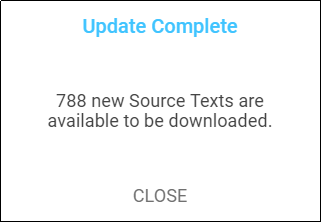 Update Complete
788 new Source Texts are
available to be downloaded.
CLOSE